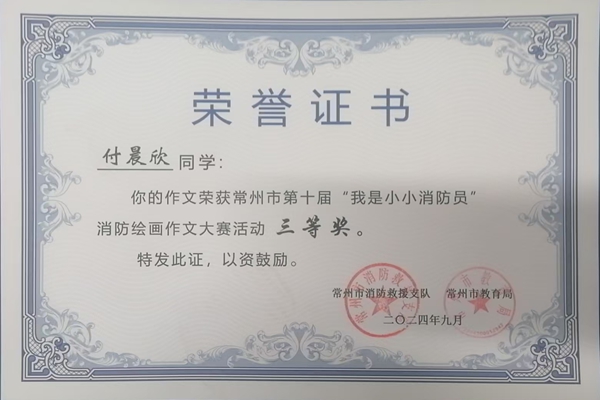 荣誉证书
付晨欣 同学：
你的作文荣获常州市第十届“我是小小消防员”
消防绘画作文大赛活动 三等奖。
特发此证，以资鼓励。
常州市消防救援支队 常州市教育局
二〇二四年九月